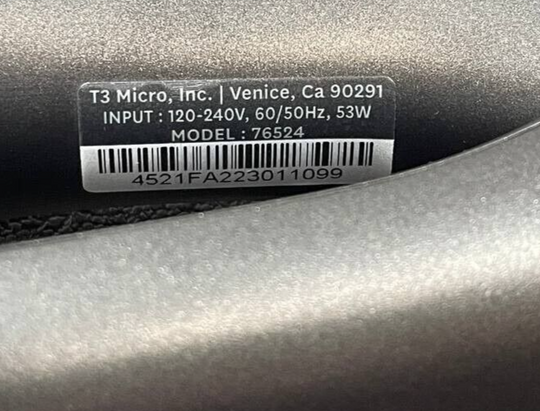 T3 Micro, Inc. | Venice, Ca 90291
INPUT : 120-240V, 60/50Hz, 53W
MODEL : 76524
4521FA223011099